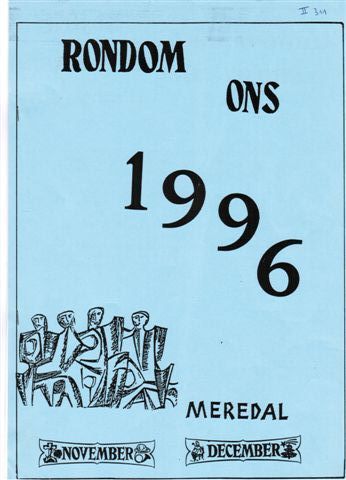 RONDOM
ONS
1996
MEREDAL
NOVEMBER
DECEMBER